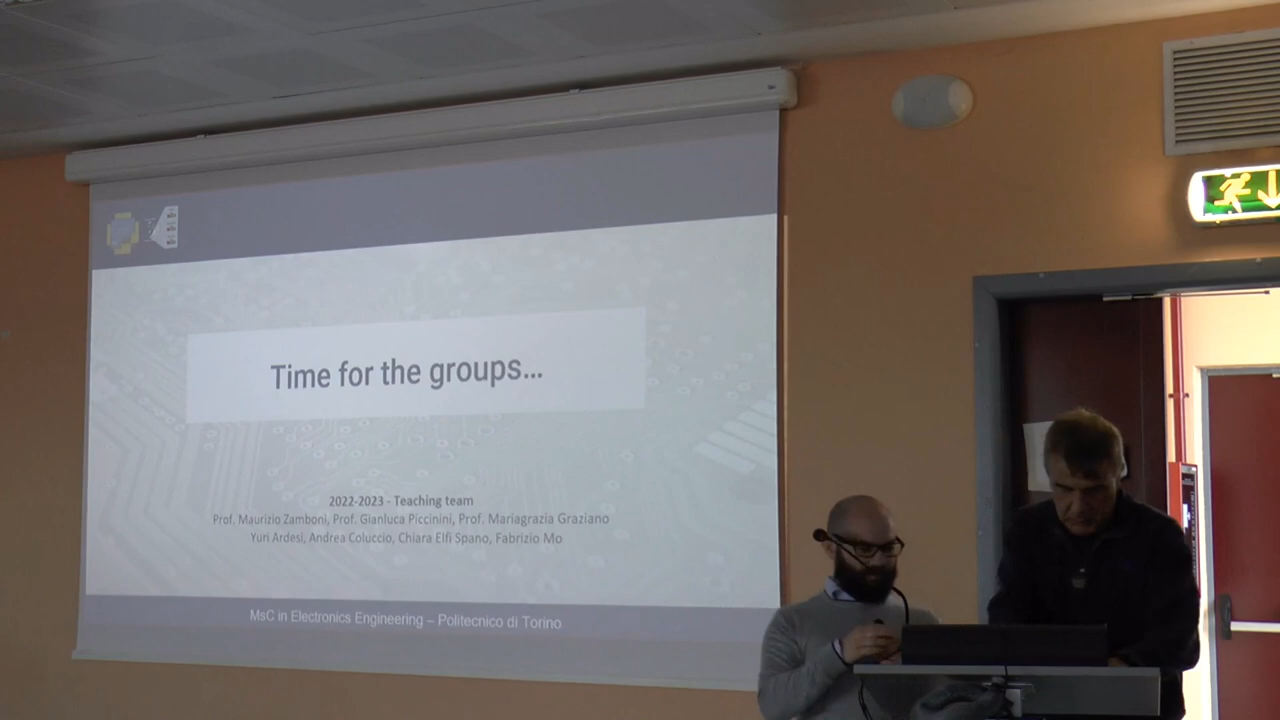 Time for the groups...
2022-2023 - Teaching team
Prof. Maurizio Zamboni, Prof. Gianluca Piccinini, Prof. Mariagrazia Graziano
Yuri Ardesi, Andrea Coluccio, Chiara Elfi Spano, Fabrizio Mo
MsC in Electronics Engineering – Politecnico di Torino